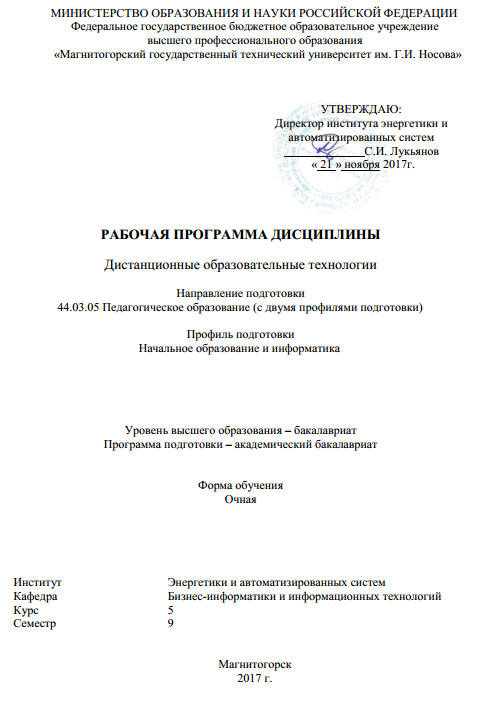 МИНИСТЕРСТВО ОБРАЗОВАНИЯ И НАУКИ РОССИЙСКОЙ ФЕДЕРАЦИИ
Федеральное государственное бюджетное образовательное учреждение
высшего профессионального образования
«Магнитогорский государственный технический университет им. Г.И. Носова»
УТВЕРЖДАЮ:
Директор института энергетики и
автоматизированных систем
С.И. Лукьянов
« 21 » ноября 2017г.
РАБОЧАЯ ПРОГРАММА ДИСЦИПЛИНЫ
Дистанционные образовательные технологии
Направление подготовки
44.03.05 Педагогическое образование (с двумя профилями подготовки)
Профиль подготовки
Начальное образование и информатика
Уровень высшего образования – бакалавриат
Программа подготовки – академический бакалавриат
Форма обучения
Очная
Институт Энергетики и автоматизированных систем
Кафедра Бизнес-информатики и информационных технологий
Курс 5
Семестр 9
Магнитогорск
2017 г.